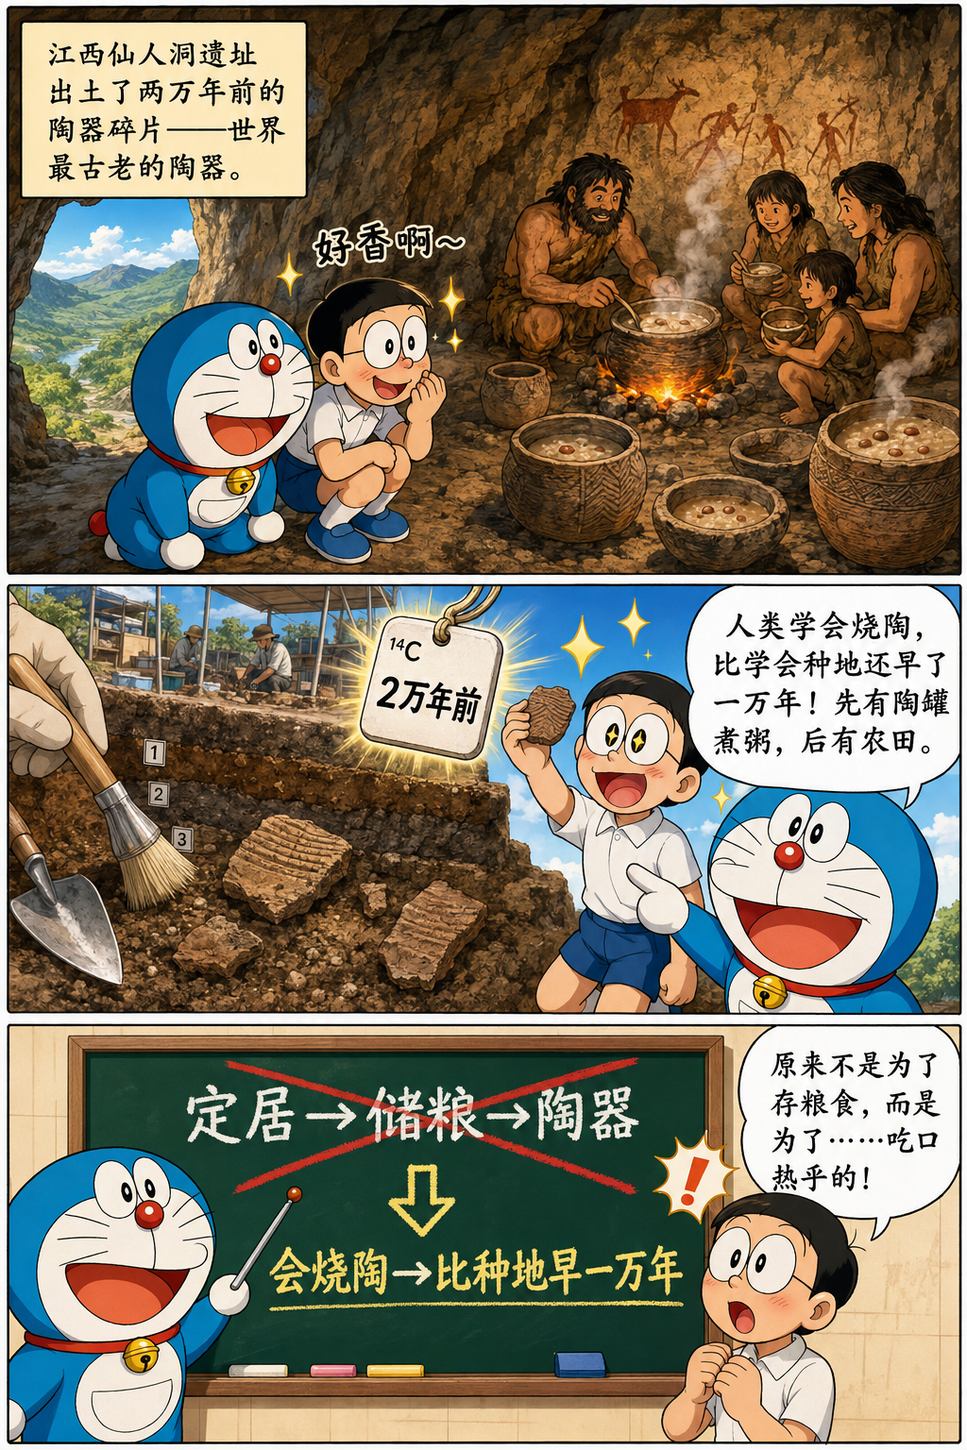 江西仙人洞遗址
出土了两万年前的
陶器碎片——世界
最古老的陶器。
好香啊~
¹⁴C
2万年前
1
2
3
人类学会烧陶，
比学会种地还早了
一万年！先有陶罐
煮粥，后有农田。
定居→储粮→陶器
会烧陶→比种地早一万年
!
原来不是为了
存粮食，而是
为了……吃口
热乎的！